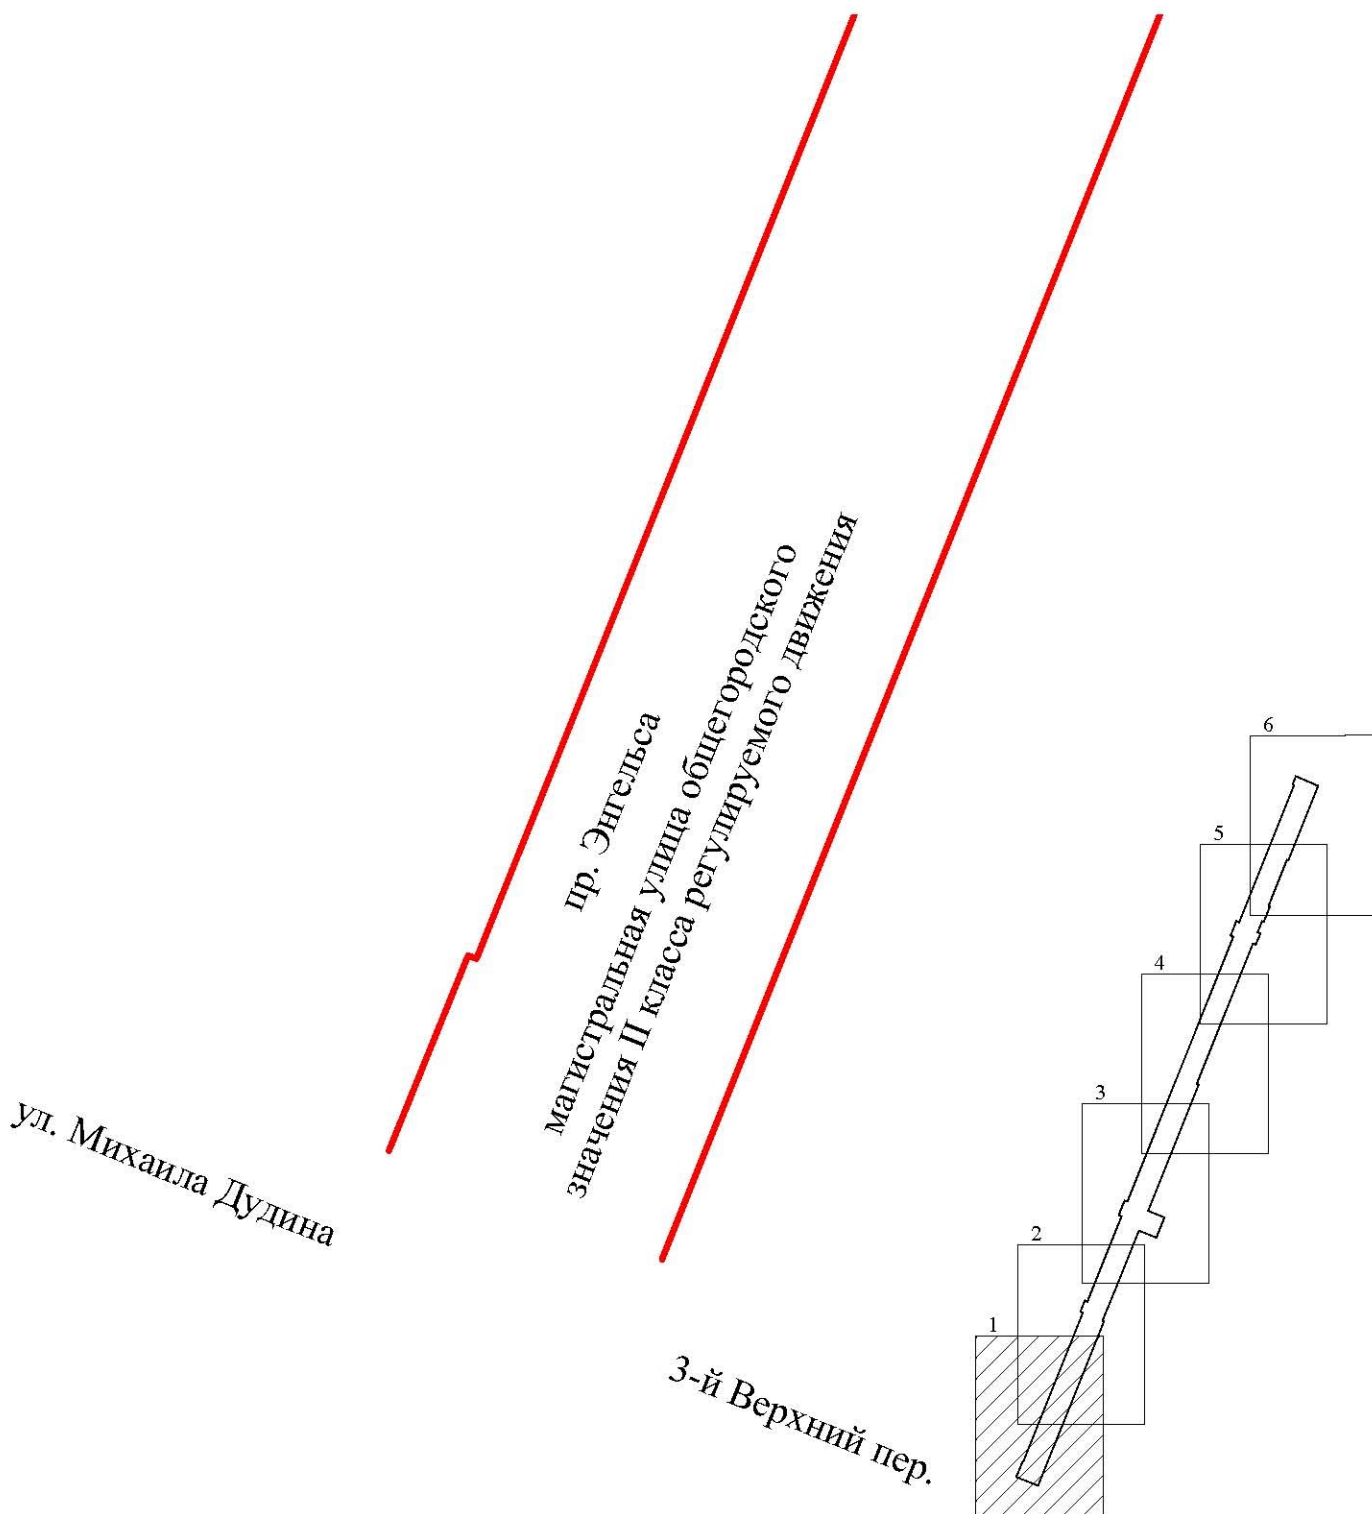 пр. Энгельса
магистральная улица общегородского
значения II класса регулируемого движения
ул. Михаила Дудина
3-й Верхний пер.
6
5
4
3
2
1